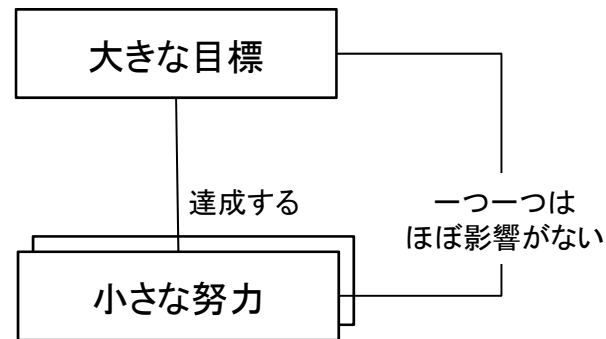 大きな目標
達成する
一つ一つは
ほぼ影響がない
小さな努力